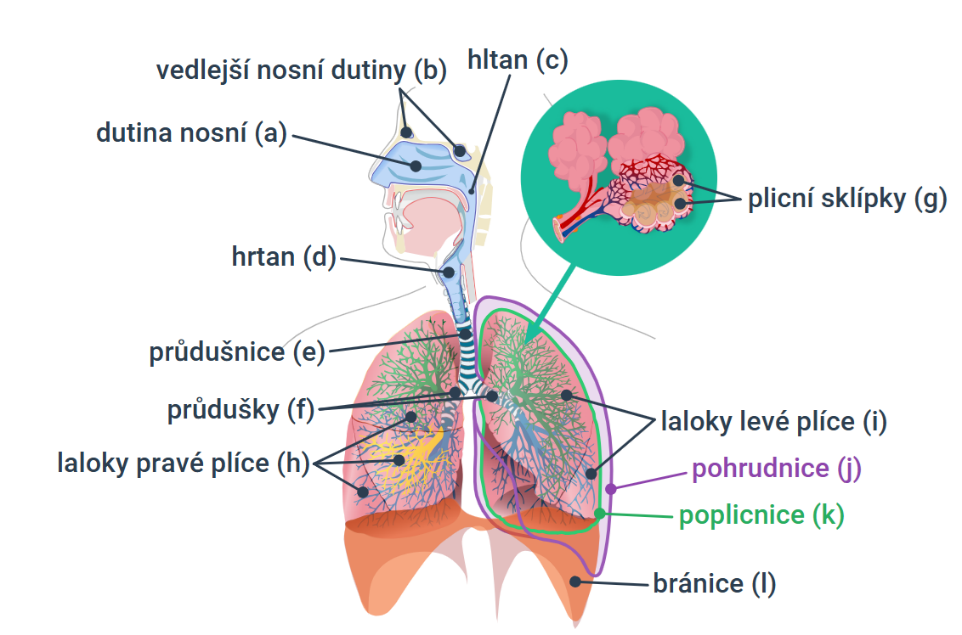 hltan (c)
vedlejší nosní dutiny (b)
dutina nosní (a)
plicní sklípky (g)
hrtan (d)
průdušnice (e)
průdušky (f)
laloky levé plíce (i)
laloky pravé plíce (h)
pohrudnice (j)
poplicnice (k)
bránice (l)